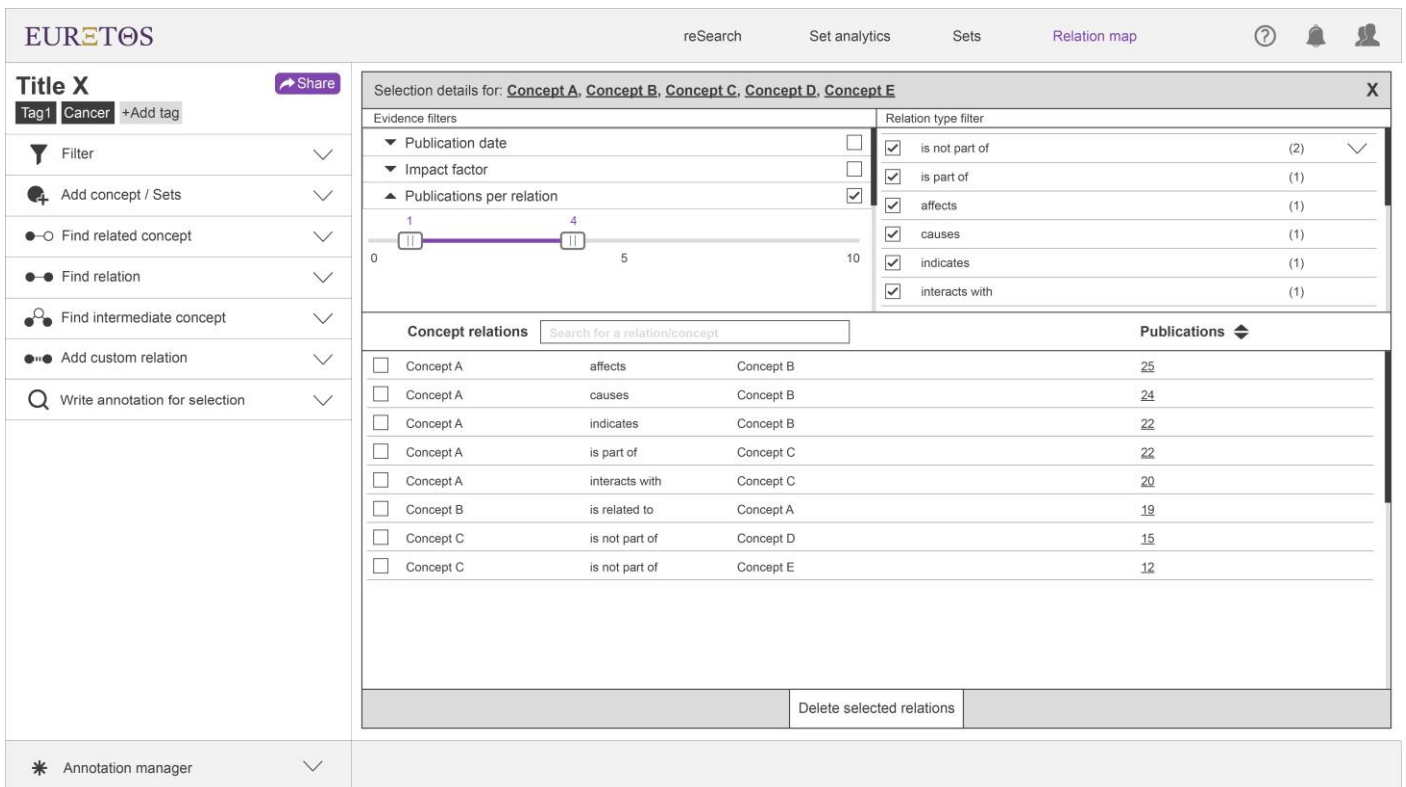 EURΞTΘS
reSearch Set analytics Sets Relation map ?
Title X Share
Tag1 Cancer +Add tag
Filter
Add concept / Sets
Find related concept
Find relation
Find intermediate concept
Add custom relation
Write annotation for selection
Annotation manager
Selection details for: Concept A, Concept B, Concept C, Concept D, Concept E X
Evidence filters
Publication date
Impact factor
Publications per relation
1 4
0 5 10
Relation type filter
is not part of (2)
is part of (1)
affects (1)
causes (1)
indicates (1)
interacts with (1)
Concept relations Search for a relation/concept Publications
Concept A affects Concept B 25
Concept A causes Concept B 24
Concept A indicates Concept B 22
Concept A is part of Concept C 22
Concept A interacts with Concept C 20
Concept B is related to Concept A 19
Concept C is not part of Concept D 15
Concept C is not part of Concept E 12
Delete selected relations